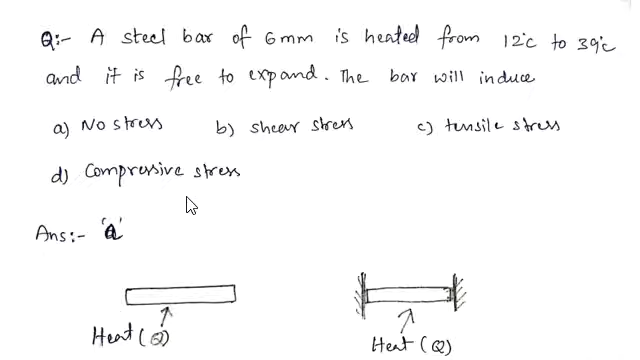 Q:- A steel bar of 6mm is heated from 12°c to 39°c
and it is free to expand. The bar will induce
a) No stress b) shear stress c) tensile stress
d) Compressive stress
Ans:- 'a'
Heat (Q) Heat (Q)